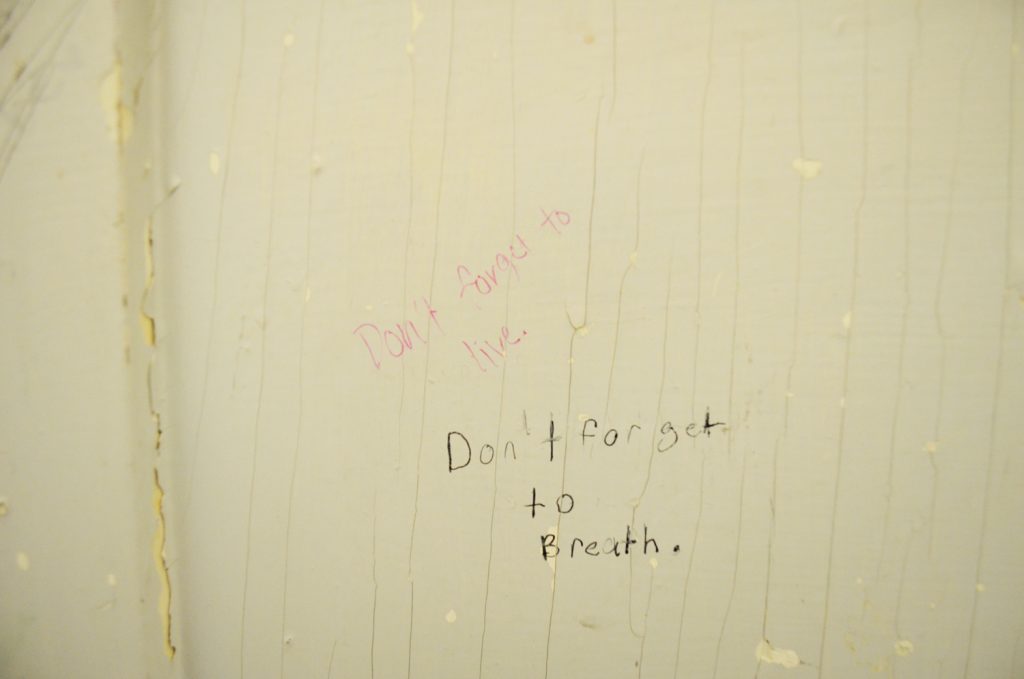 Don't forget to
live.
Don't forget
to
Breath.